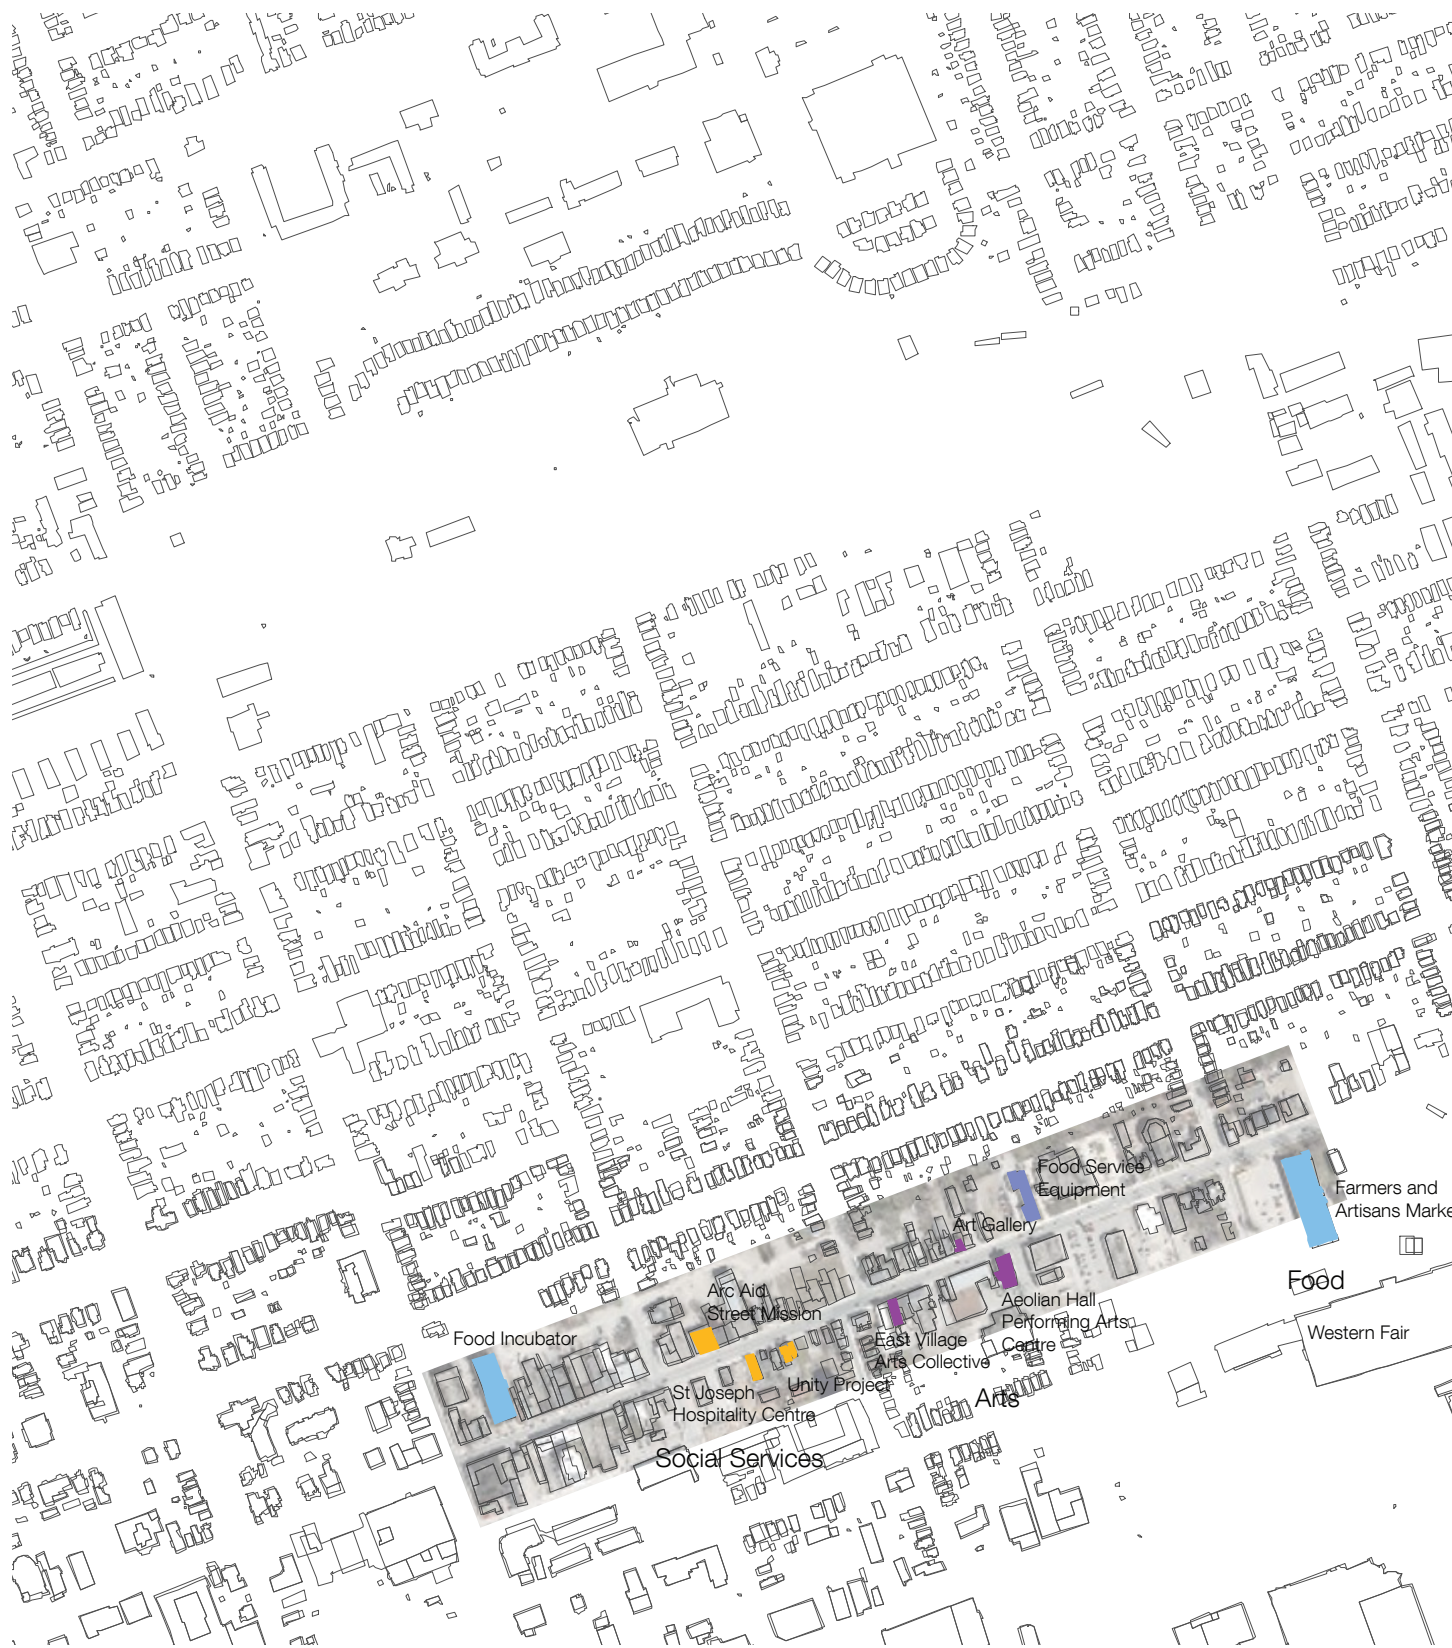 Food Service
Equipment
Farmers and
Artisans Marke
Art Gallery
Food
Arc Aid
Street Mission
Aeolian Hall
Performing Arts
Centre
Western Fair
Food Incubator
East Village
Arts Collective
Unity Project
St Joseph
Hospitality Centre
Arts
Social Services